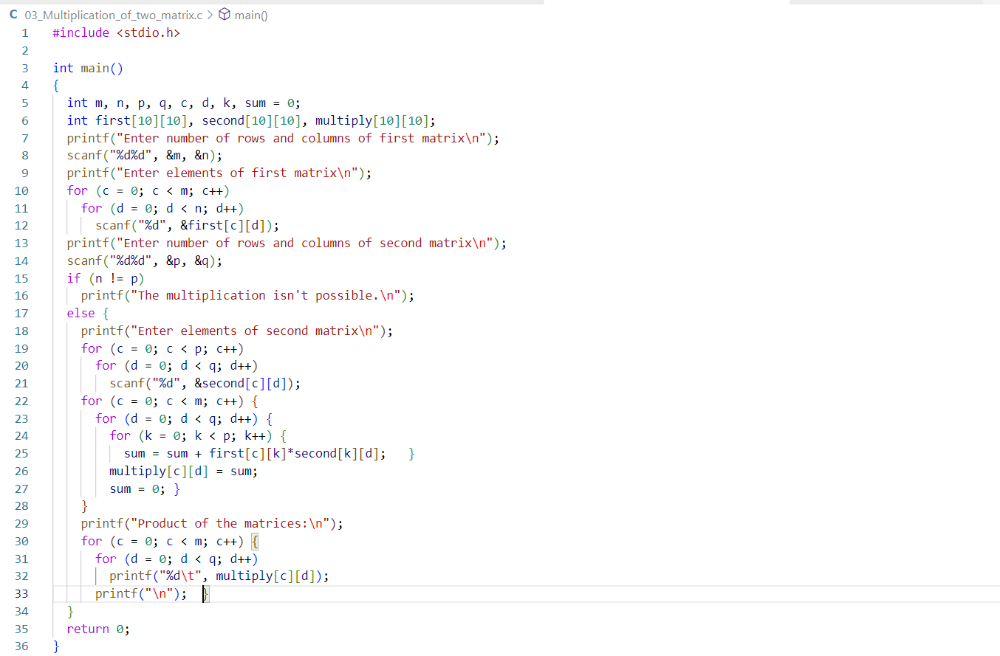 C 03_Multiplication_of_two_matrix.c > main()
1 #include <stdio.h>
2
3 int main()
4 {
5   int m, n, p, q, c, d, k, sum = 0;
6   int first[10][10], second[10][10], multiply[10][10];
7   printf("Enter number of rows and columns of first matrix\n");
8   scanf("%d%d", &m, &n);
9   printf("Enter elements of first matrix\n");
10   for (c = 0; c < m; c++)
11     for (d = 0; d < n; d++)
12       scanf("%d", &first[c][d]);
13   printf("Enter number of rows and columns of second matrix\n");
14   scanf("%d%d", &p, &q);
15   if (n != p)
16     printf("The multiplication isn't possible.\n");
17   else {
18     printf("Enter elements of second matrix\n");
19     for (c = 0; c < p; c++)
20       for (d = 0; d < q; d++)
21         scanf("%d", &second[c][d]);
22     for (c = 0; c < m; c++) {
23       for (d = 0; d < q; d++) {
24         for (k = 0; k < p; k++) {
25           sum = sum + first[c][k]*second[k][d];   }
26         multiply[c][d] = sum;
27         sum = 0; }
28     }
29     printf("Product of the matrices:\n");
30     for (c = 0; c < m; c++) {
31       for (d = 0; d < q; d++)
32         printf("%d\t", multiply[c][d]);
33       printf("\n");  }
34   }
35   return 0;
36 }